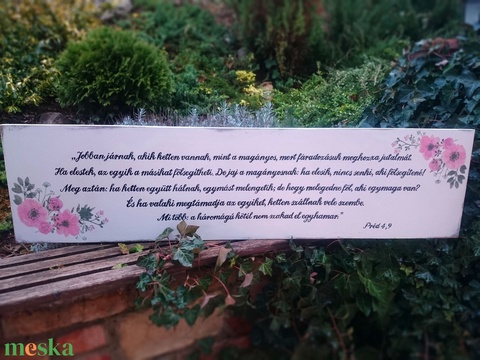 „Jobban járnak, akik ketten vannak, mint a magányos, mert fáradozásuk meghozza jutalmát.
Ha elestek, az egyik a másikat fölsegítheti. De jaj a magányosnak: ha elesik, nincs senki, aki fölsegítené!
Meg aztán: ha ketten együtt hálnak, egymást melengetik; de hogy melegedne föl, aki egymaga van?
És ha valaki megtámadja az egyiket, ketten szállnak vele szembe.
Mi több: a háromágú kötél nem szakad el egyhamar."
Préd 4,9
meska